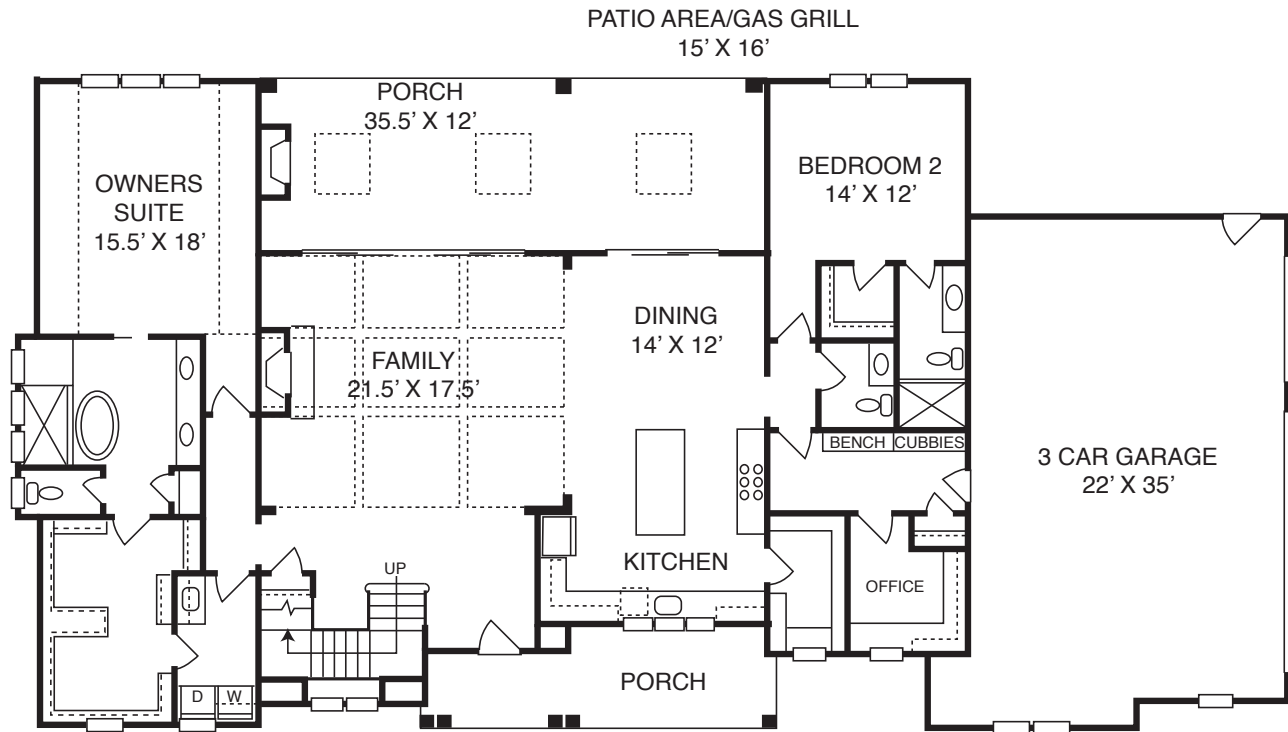 PATIO AREA/GAS GRILL
15’ X 16’
PORCH
35.5’ X 12’
OWNERS
SUITE
15.5’ X 18’
BEDROOM 2
14’ X 12’
DINING
14’ X 12’
FAMILY
21.5’ X 17.5’
BENCH
CUBBIES
3 CAR GARAGE
22’ X 35’
KITCHEN
UP
OFFICE
PORCH
D
W